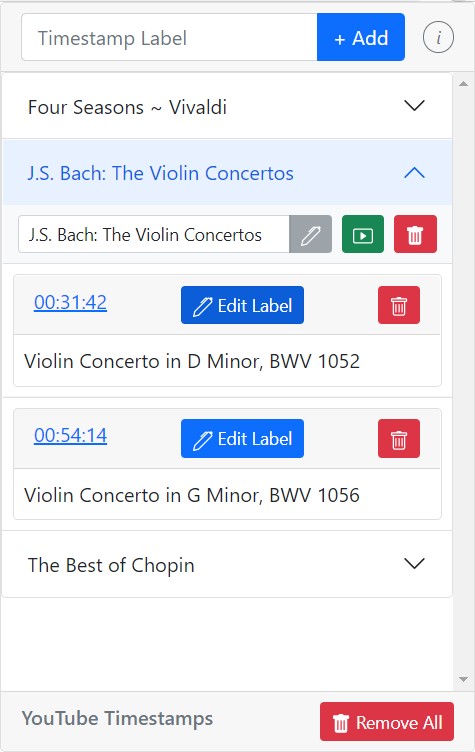 Timestamp Label
+ Add
i
Four Seasons ~ Vivaldi
J.S. Bach: The Violin Concertos
J.S. Bach: The Violin Concertos
00:31:42
Edit Label
Violin Concerto in D Minor, BWV 1052
00:54:14
Edit Label
Violin Concerto in G Minor, BWV 1056
The Best of Chopin
YouTube Timestamps
Remove All